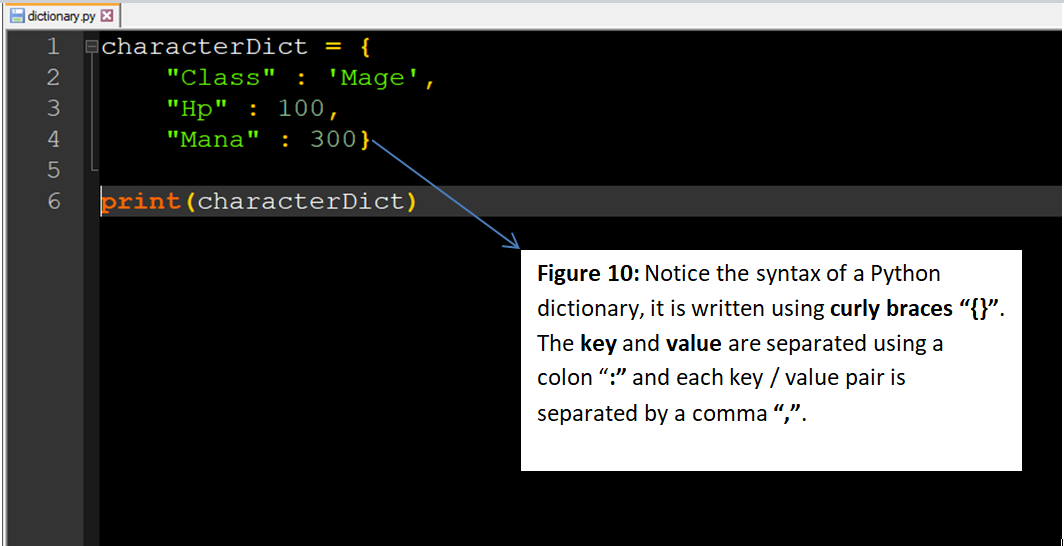 dictionary.py
1 characterDict = {
2 "Class" : 'Mage',
3 "Hp" : 100,
4 "Mana" : 300}
5
6 print(characterDict)
Figure 10: Notice the syntax of a Python
dictionary, it is written using curly braces “{}”.
The key and value are separated using a
colon “:” and each key / value pair is
separated by a comma “,”.